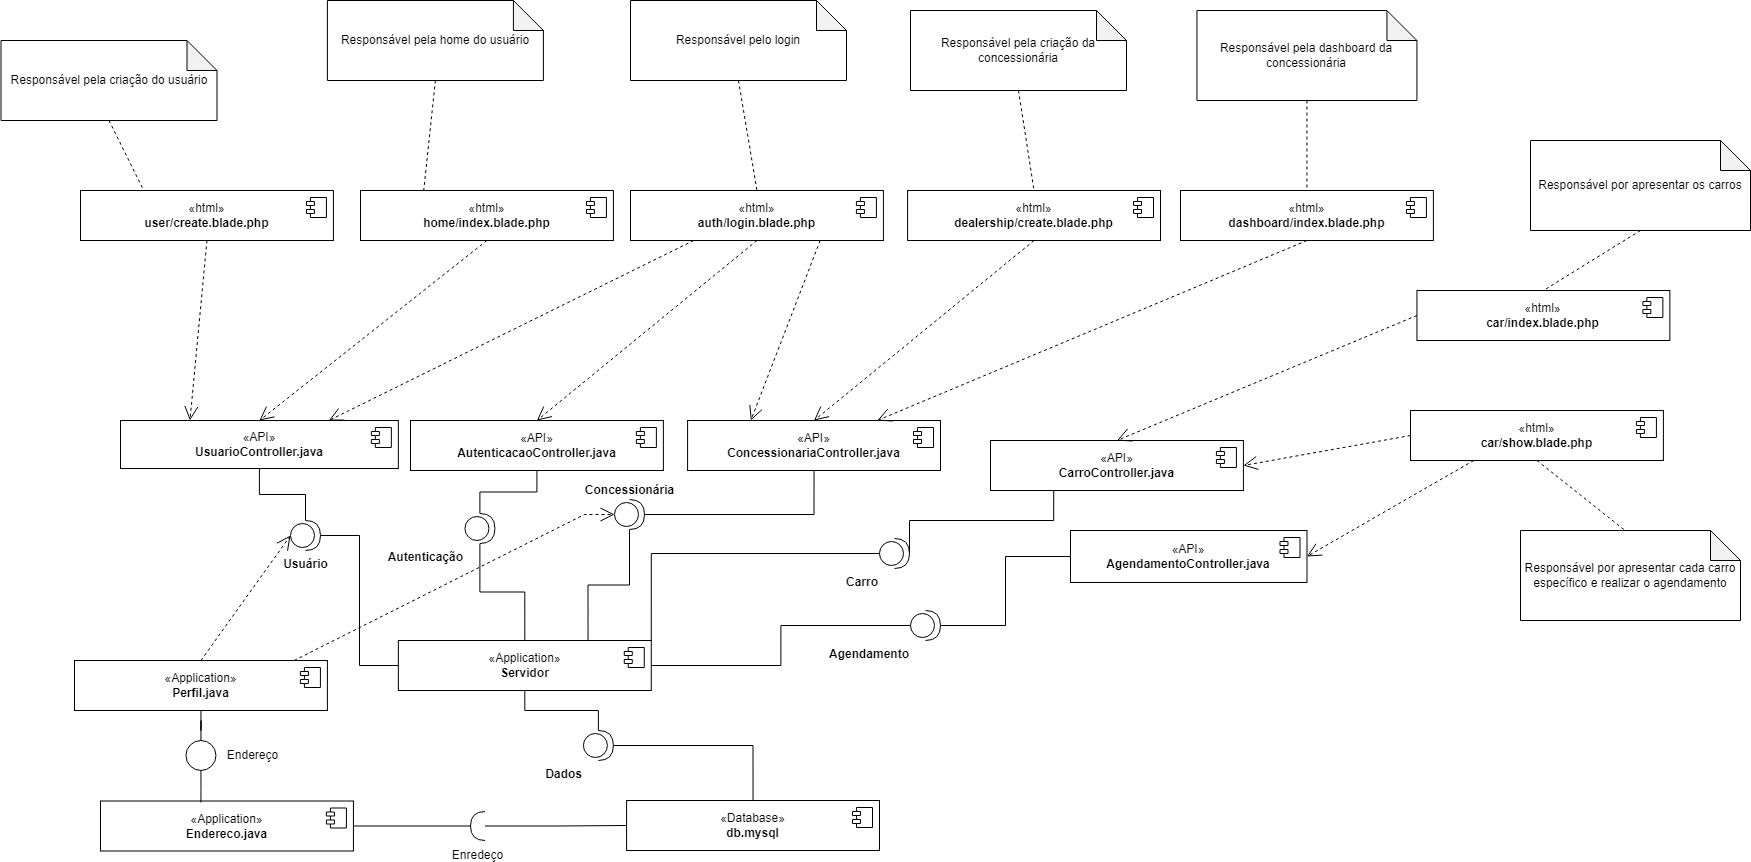 Responsável pela criação do usuário
Responsável pela home do usuário
Responsável pelo login
Responsável pela criação da
concessionária
Responsável pela dashboard da
concessionária
Responsável por apresentar os carros
«html»
user/create.blade.php
«html»
home/index.blade.php
«html»
auth/login.blade.php
«html»
dealership/create.blade.php
«html»
dashboard/index.blade.php
«html»
car/index.blade.php
«html»
car/show.blade.php
«API»
UsuarioController.java
«API»
AutenticacaoController.java
«API»
ConcessionariaController.java
«API»
CarroController.java
Concessionária
Autenticação
Usuário
Carro
«API»
AgendamentoController.java
Responsável por apresentar cada carro
específico e realizar o agendamento
Agendamento
«Application»
Perfil.java
«Application»
Servidor
Endereço
Dados
«Application»
Endereco.java
«Database»
db.mysql
Enredeço